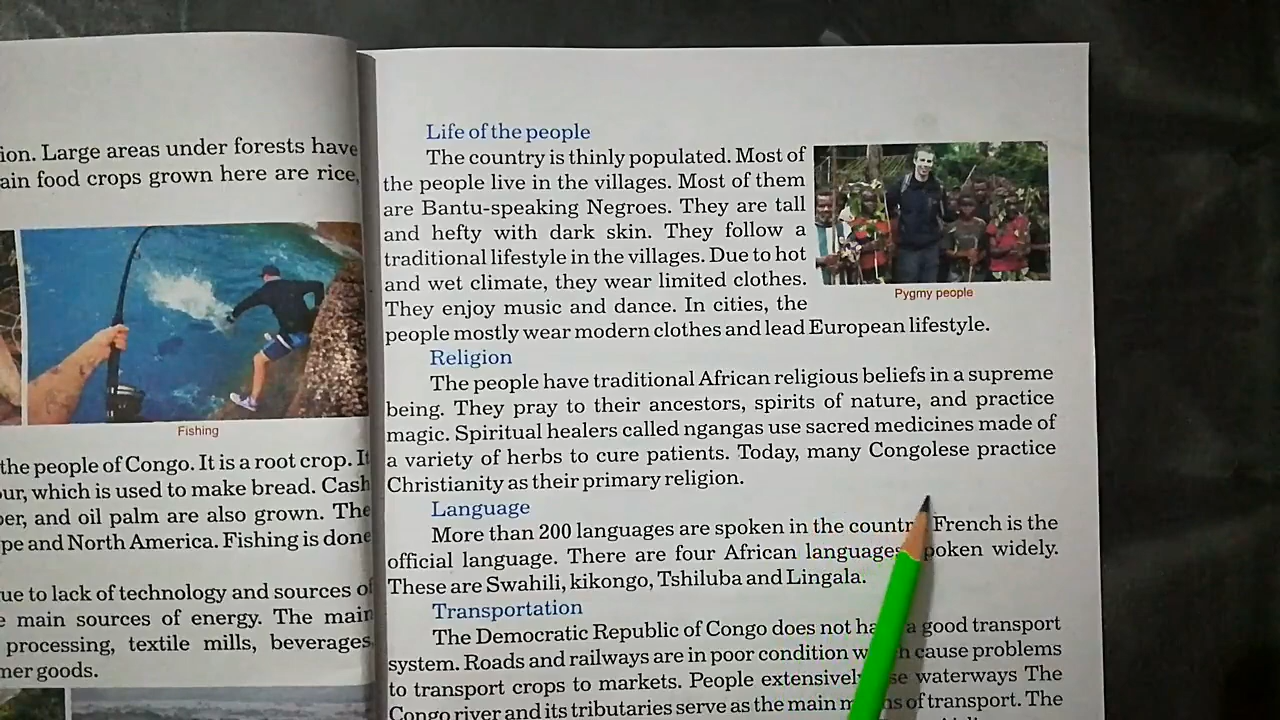 ion. Large areas under forests have
ain food crops grown here are rice,
Fishing
the people of Congo. It is a root crop. It
our, which is used to make bread. Cash
per, and oil palm are also grown. The
pe and North America. Fishing is done
ue to lack of technology and sources of
e main sources of energy. The main
processing, textile mills, beverages,
mer goods.
Life of the people
The country is thinly populated. Most of
the people live in the villages. Most of them
are Bantu-speaking Negroes. They are tall
and hefty with dark skin. They follow a
traditional lifestyle in the villages. Due to hot
and wet climate, they wear limited clothes.
They enjoy music and dance. In cities, the
people mostly wear modern clothes and lead European lifestyle.
Pygmy people
Religion
The people have traditional African religious beliefs in a supreme
being. They pray to their ancestors, spirits of nature, and practice
magic. Spiritual healers called ngangas use sacred medicines made of
a variety of herbs to cure patients. Today, many Congolese practice
Christianity as their primary religion.
Language
More than 200 languages are spoken in the countr French is the
official language. There are four African languages poken widely.
These are Swahili, kikongo, Tshiluba and Lingala.
Transportation
The Democratic Republic of Congo does not ha a good transport
system. Roads and railways are in poor condition w h cause problems
to transport crops to markets. People extensivel se waterways The
Congo river and its tributaries serve as the main m ns of transport. The